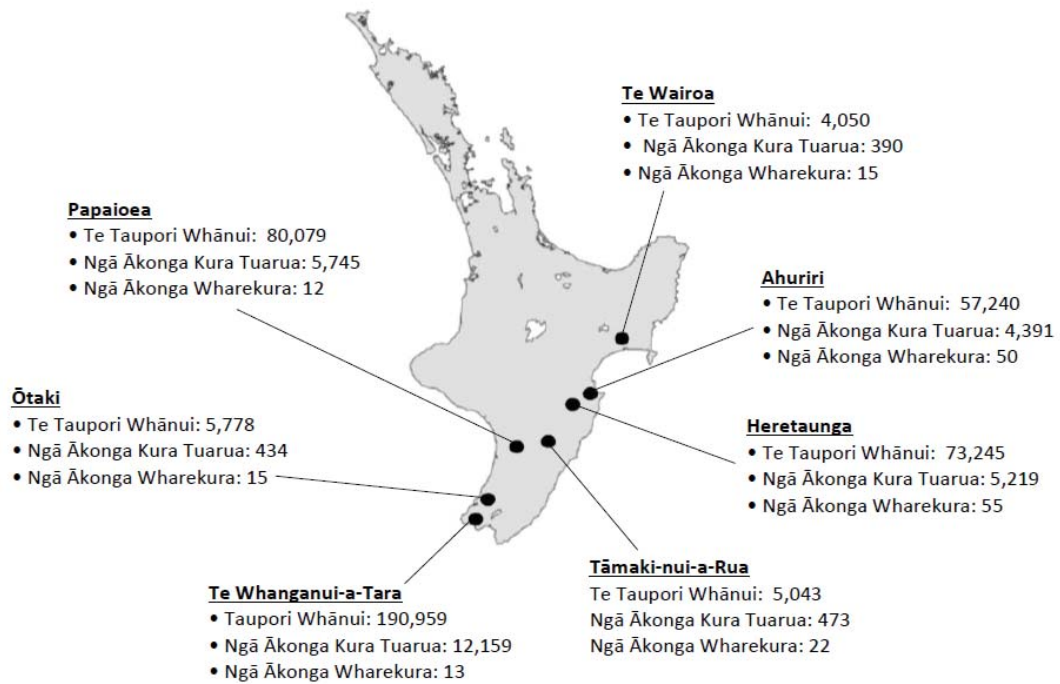 Te Wairoa
• Te Taupori Whānui: 4,050
• Ngā Ākonga Kura Tuarua: 390
• Ngā Ākonga Wharekura: 15
Papaioea
• Te Taupori Whānui: 80,079
• Ngā Ākonga Kura Tuarua: 5,745
• Ngā Ākonga Wharekura: 12
Ahuriri
• Te Taupori Whānui: 57,240
• Ngā Ākonga Kura Tuarua: 4,391
• Ngā Ākonga Wharekura: 50
Ōtaki
• Te Taupori Whānui: 5,778
• Ngā Ākonga Kura Tuarua: 434
• Ngā Ākonga Wharekura: 15
Heretaunga
• Te Taupori Whānui: 73,245
• Ngā Ākonga Kura Tuarua: 5,219
• Ngā Ākonga Wharekura: 55
Te Whanganui-a-Tara
• Taupori Whānui: 190,959
• Ngā Ākonga Kura Tuarua: 12,159
• Ngā Ākonga Wharekura: 13
Tāmaki-nui-a-Rua
Te Taupori Whānui: 5,043
Ngā Ākonga Kura Tuarua: 473
Ngā Ākonga Wharekura: 22